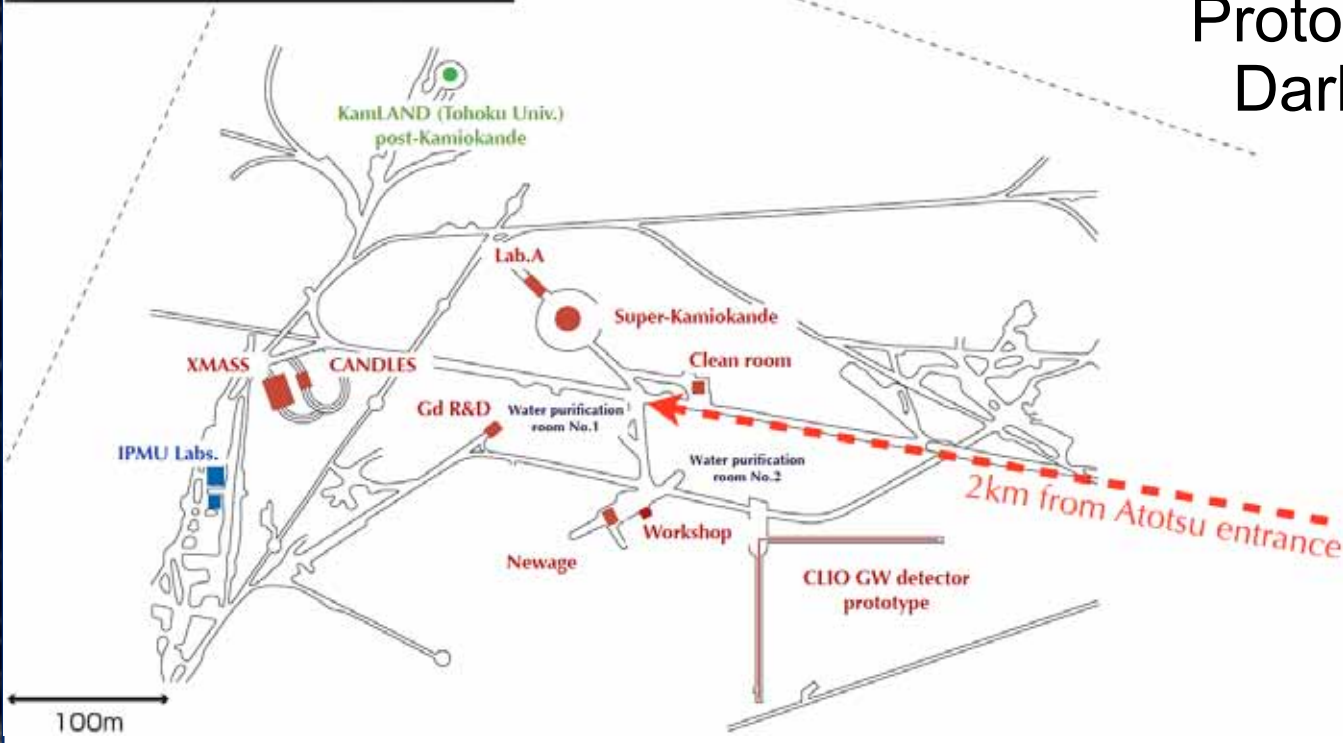 Proto
Dark
KamLAND (Tohoku Univ.)
post-Kamiokande
Lab.A
Super-Kamiokande
Clean room
XMASS
CANDLES
Gd R&D
Water purification
room No.1
IPMU Labs.
Water purification
room No.2
2km from Atotsu entrance
Workshop
Newage
CLIO GW detector
prototype
100m